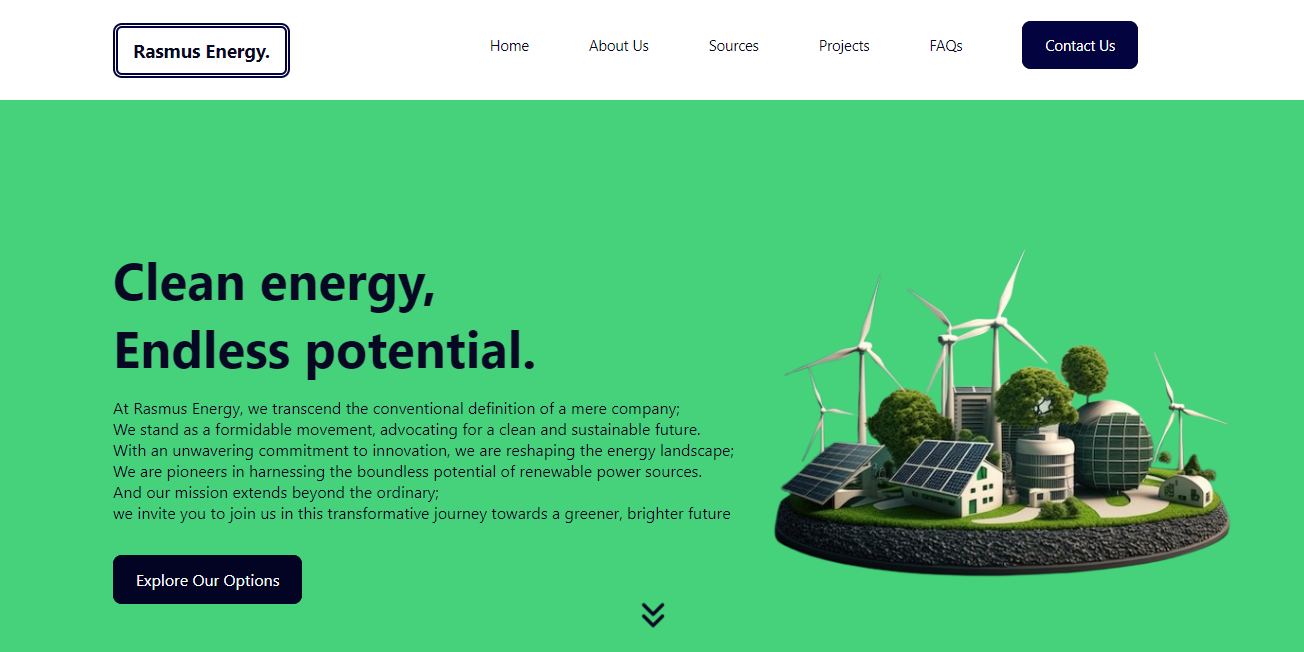 Rasmus Energy.
Home
About Us
Sources
Projects
FAQs
Contact Us
Clean energy,
Endless potential.
At Rasmus Energy, we transcend the conventional definition of a mere company;
We stand as a formidable movement, advocating for a clean and sustainable future.
With an unwavering commitment to innovation, we are reshaping the energy landscape;
We are pioneers in harnessing the boundless potential of renewable power sources.
And our mission extends beyond the ordinary;
we invite you to join us in this transformative journey towards a greener, brighter future
Explore Our Options